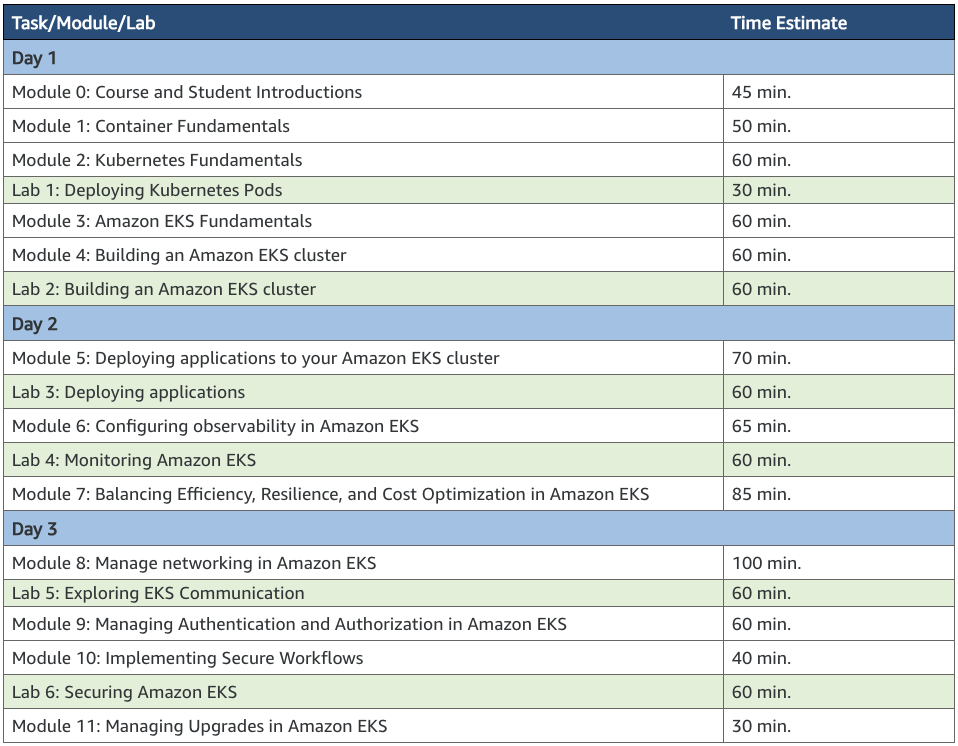 Task/Module/Lab Time Estimate
Day 1
Module 0: Course and Student Introductions 45 min.
Module 1: Container Fundamentals 50 min.
Module 2: Kubernetes Fundamentals 60 min.
Lab 1: Deploying Kubernetes Pods 30 min.
Module 3: Amazon EKS Fundamentals 60 min.
Module 4: Building an Amazon EKS cluster 60 min.
Lab 2: Building an Amazon EKS cluster 60 min.
Day 2
Module 5: Deploying applications to your Amazon EKS cluster 70 min.
Lab 3: Deploying applications 60 min.
Module 6: Configuring observability in Amazon EKS 65 min.
Lab 4: Monitoring Amazon EKS 60 min.
Module 7: Balancing Efficiency, Resilience, and Cost Optimization in Amazon EKS 85 min.
Day 3
Module 8: Manage networking in Amazon EKS 100 min.
Lab 5: Exploring EKS Communication 60 min.
Module 9: Managing Authentication and Authorization in Amazon EKS 60 min.
Module 10: Implementing Secure Workflows 40 min.
Lab 6: Securing Amazon EKS 60 min.
Module 11: Managing Upgrades in Amazon EKS 30 min.